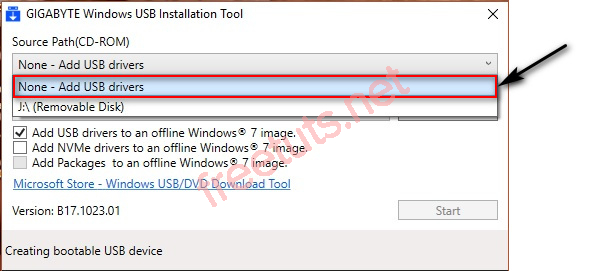 GIGABYTE Windows USB Installation Tool
Source Path(CD-ROM)
None - Add USB drivers
None - Add USB drivers
J:\ (Removable Disk)
Add USB drivers to an offline Windows® 7 image.
Add NVMe drivers to an offline Windows® 7 image.
Add Packages to an offline Windows® 7 image.
Microsoft Store - Windows USB/DVD Download Tool
Version: B17.1023.01
Start
Creating bootable USB device
freetuts.net